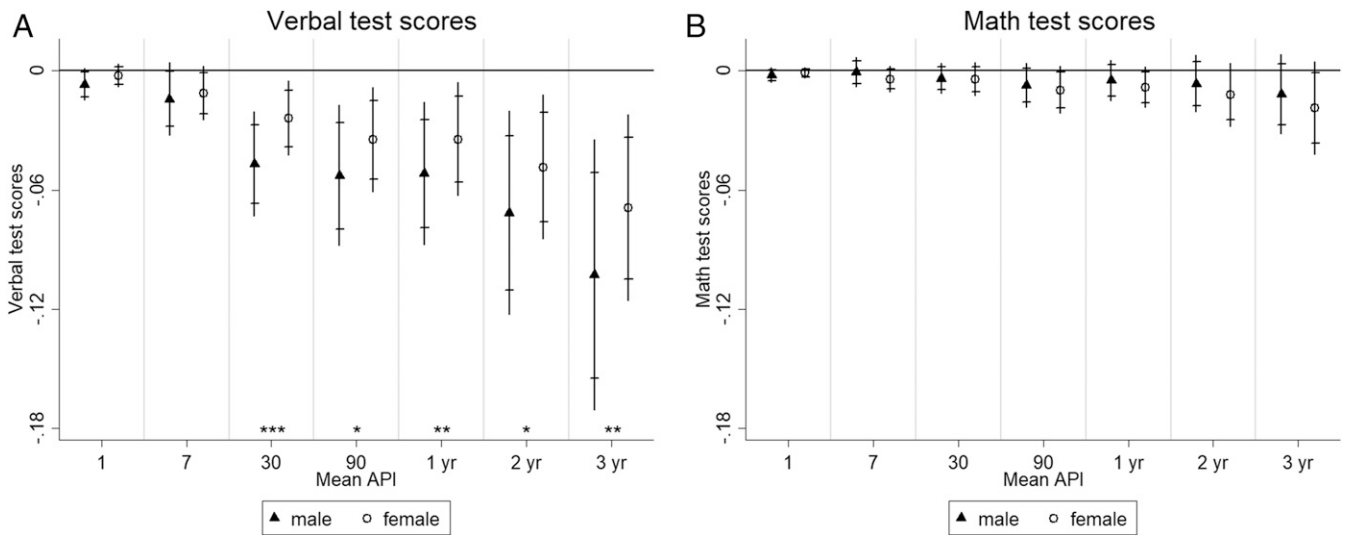 A
Verbal test scores
Verbal test scores
0
-.06
-.12
-.18
*** * ** * **
1 7 30 90 1 yr 2 yr 3 yr
Mean API
male female
B
Math test scores
Math test scores
0
-.06
-.12
-.18
1 7 30 90 1 yr 2 yr 3 yr
Mean API
male female